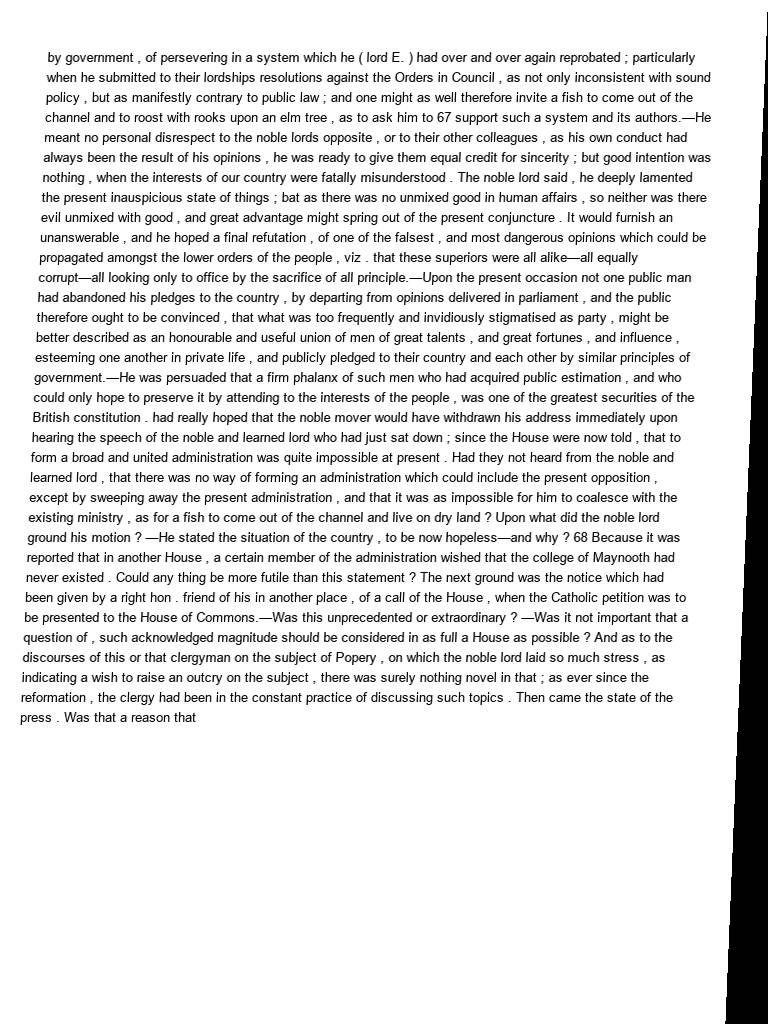 by government , of persevering in a system which he ( lord E. ) had over and over again reprobated ; particularly
when he submitted to their lordships resolutions against the Orders in Council , as not only inconsistent with sound
policy , but as manifestly contrary to public law ; and one might as well therefore invite a fish to come out of the
channel and to roost with rooks upon an elm tree , as to ask him to 67 support such a system and its authors.—He
meant no personal disrespect to the noble lords opposite , or to their other colleagues , as his own conduct had
always been the result of his opinions , he was ready to give them equal credit for sincerity ; but good intention was
nothing , when the interests of our country were fatally misunderstood . The noble lord said , he deeply lamented
the present inauspicious state of things ; bat as there was no unmixed good in human affairs , so neither was there
evil unmixed with good , and great advantage might spring out of the present conjuncture . It would furnish an
unanswerable , and he hoped a final refutation , of one of the falsest , and most dangerous opinions which could be
propagated amongst the lower orders of the people , viz . that these superiors were all alike—all equally
corrupt—all looking only to office by the sacrifice of all principle.—Upon the present occasion not one public man
had abandoned his pledges to the country , by departing from opinions delivered in parliament , and the public
therefore ought to be convinced , that what was too frequently and invidiously stigmatised as party , might be
better described as an honourable and useful union of men of great talents , and great fortunes , and influence ,
esteeming one another in private life , and publicly pledged to their country and each other by similar principles of
government.—He was persuaded that a firm phalanx of such men who had acquired public estimation , and who
could only hope to preserve it by attending to the interests of the people , was one of the greatest securities of the
British constitution . had really hoped that the noble mover would have withdrawn his address immediately upon
hearing the speech of the noble and learned lord who had just sat down ; since the House were now told , that to
form a broad and united administration was quite impossible at present . Had they not heard from the noble and
learned lord , that there was no way of forming an administration which could include the present opposition ,
except by sweeping away the present administration , and that it was as impossible for him to coalesce with the
existing ministry , as for a fish to come out of the channel and live on dry land ? Upon what did the noble lord
ground his motion ? —He stated the situation of the country , to be now hopeless—and why ? 68 Because it was
reported that in another House , a certain member of the administration wished that the college of Maynooth had
never existed . Could any thing be more futile than this statement ? The next ground was the notice which had
been given by a right hon . friend of his in another place , of a call of the House , when the Catholic petition was to
be presented to the House of Commons.—Was this unprecedented or extraordinary ? —Was it not important that a
question of , such acknowledged magnitude should be considered in as full a House as possible ? And as to the
discourses of this or that clergyman on the subject of Popery , on which the noble lord laid so much stress , as
indicating a wish to raise an outcry on the subject , there was surely nothing novel in that ; as ever since the
reformation , the clergy had been in the constant practice of discussing such topics . Then came the state of the
press . Was that a reason that